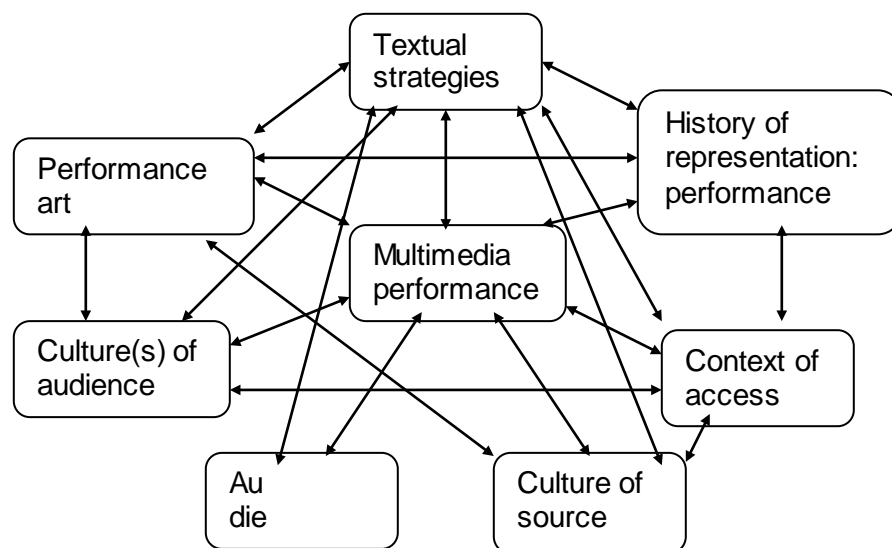 Textual
strategies
History of
representation:
performance
Performance
art
Multimedia
performance
Culture(s) of
audience
Context of
access
Au
die
Culture of
source